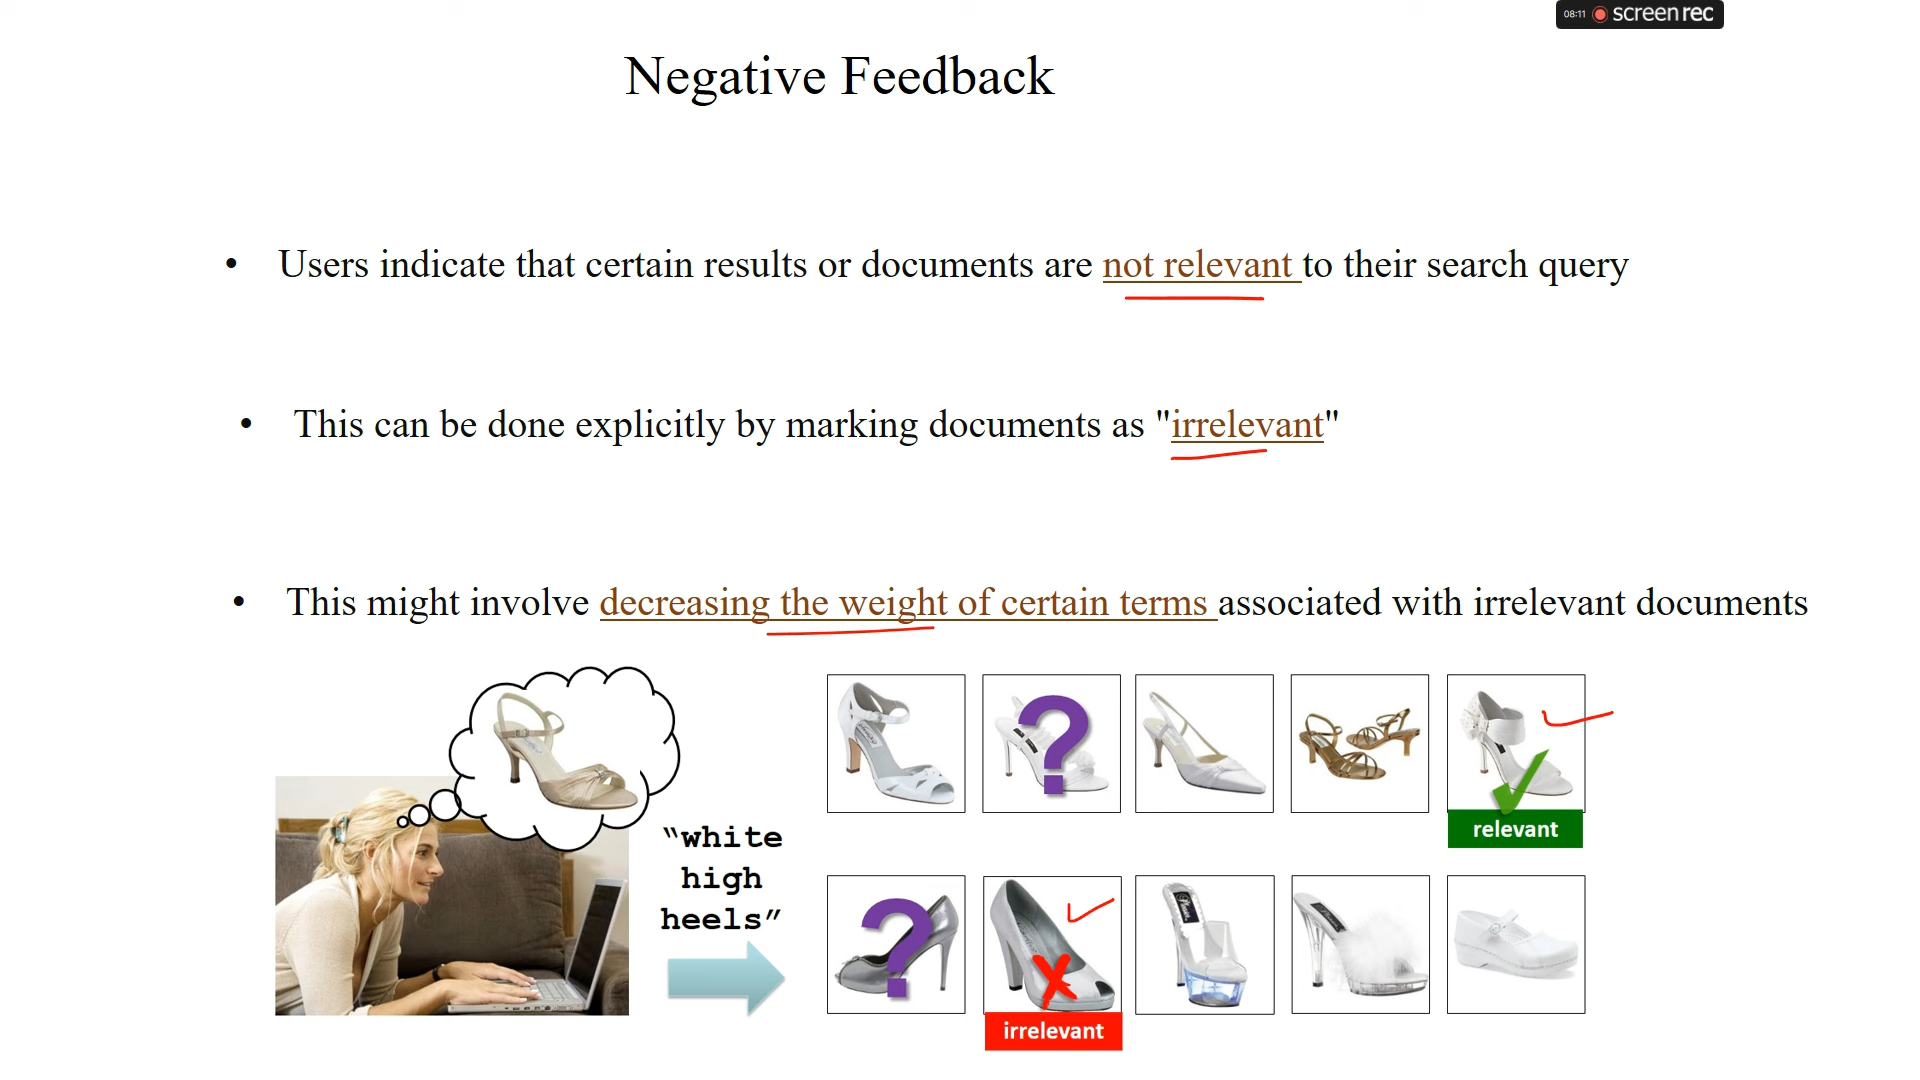 08:11 screenrec
Negative Feedback
• Users indicate that certain results or documents are not relevant to their search query
• This can be done explicitly by marking documents as "irrelevant"
• This might involve decreasing the weight of certain terms associated with irrelevant documents
“white
high
heels”
?
relevant
?
irrelevant